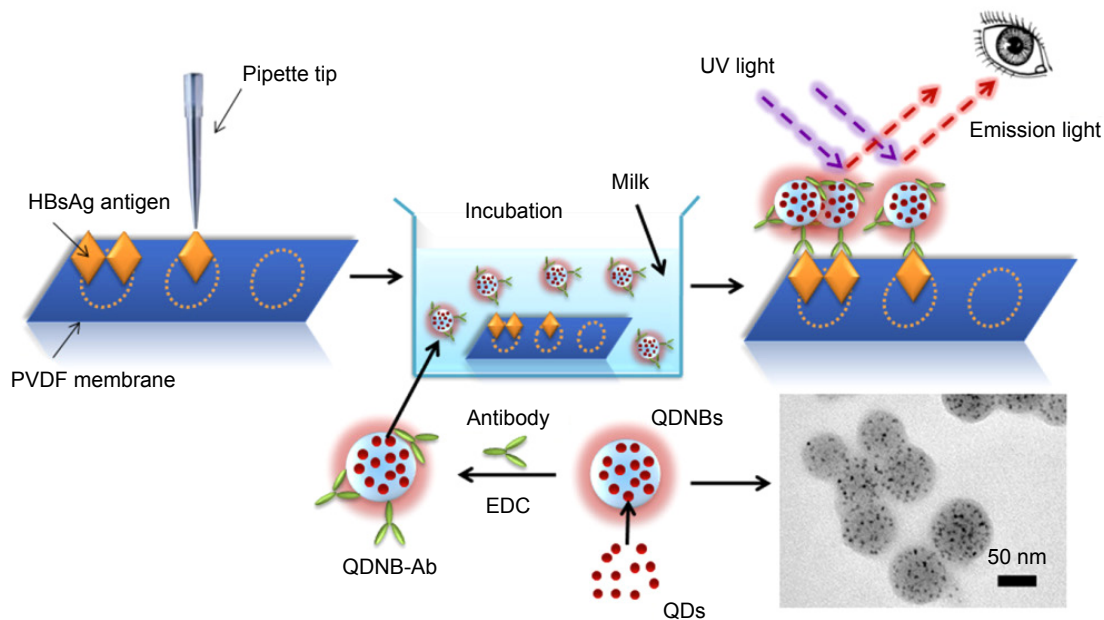 Pipette tip
HBsAg antigen
PVDF membrane
Incubation
Milk
UV light
Emission light
Antibody
EDC
QDNB-Ab
QDNBs
QDs
50 nm